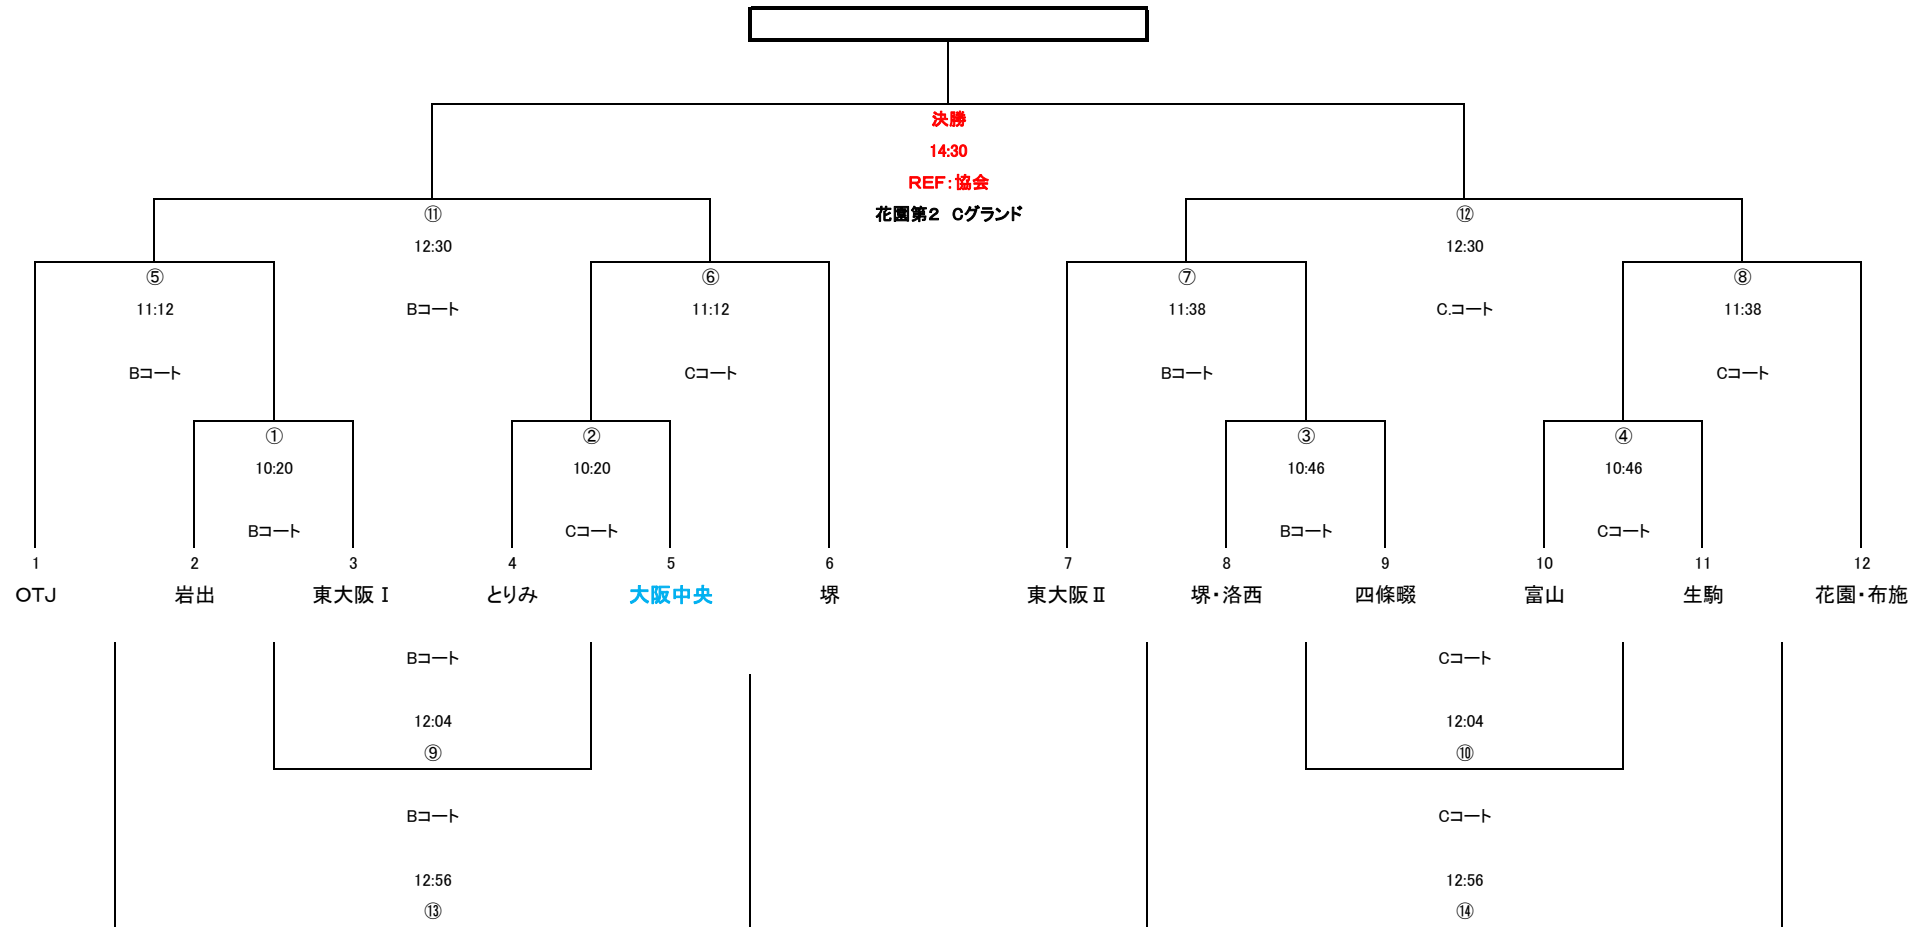 決勝
14:30
REF:協会
⑪ 花園第2 Cグランド ⑫
12:30 12:30
⑤ ⑥ ⑦ ⑧
11:12 Bコート 11:12 11:38 C.コート 11:38
Bコート Cコート Bコート Cコート
① ② ③ ④
10:20 10:20 10:46 10:46
Bコート Cコート Bコート Cコート
1 2 3 4 5 6 7 8 9 10 11 12
OTJ 岩出 東大阪Ⅰ とりみ 大阪中央 堺 東大阪Ⅱ 堺・洛西 四條畷 富山 生駒 花園・布施
Bコート Cコート
12:04 12:04
⑨ ⑩
Bコート Cコート
12:56 12:56
⑬ ⑭